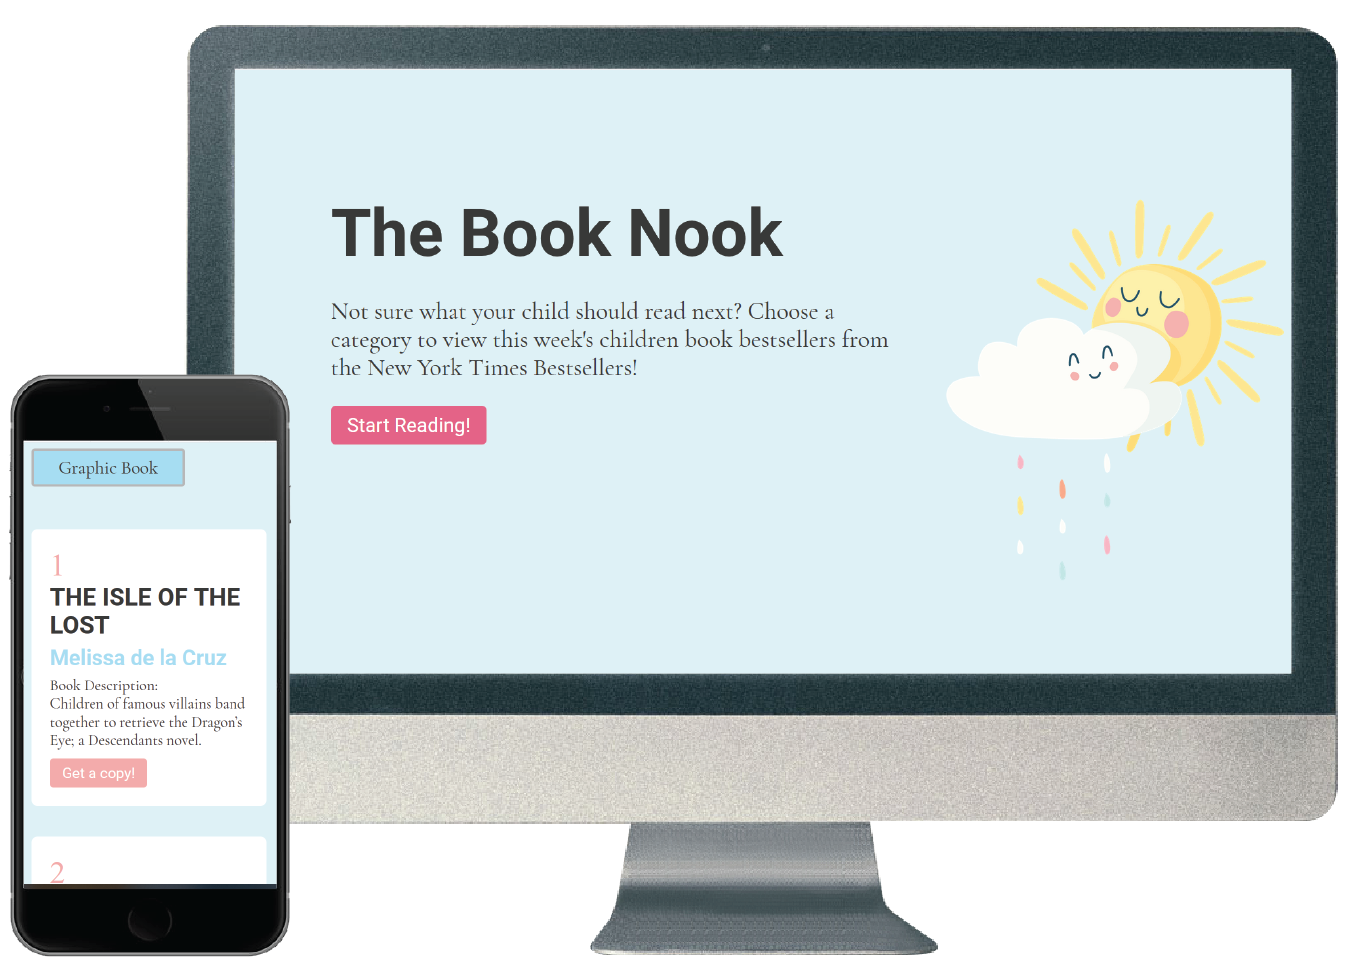 The Book Nook
Not sure what your child should read next? Choose a
category to view this week's children book bestsellers from
the New York Times Bestsellers!
Start Reading!
Graphic Book
1
THE ISLE OF THE
LOST
Melissa de la Cruz
Book Description:
Children of famous villains band
together to retrieve the Dragon's
Eye; a Descendants novel.
Get a copy!
2